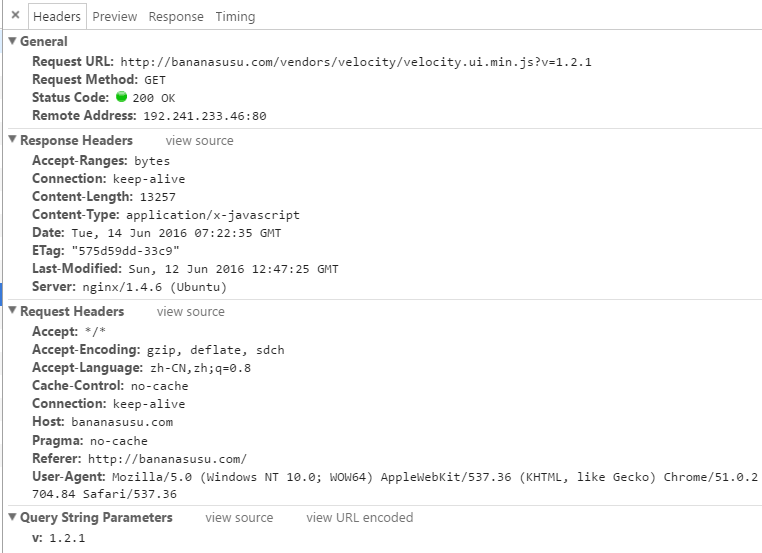 × Headers Preview Response Timing
▼ General
Request URL: http://bananasusu.com/vendors/velocity/velocity.ui.min.js?v=1.2.1
Request Method: GET
Status Code: 200 OK
Remote Address: 192.241.233.46:80
▼ Response Headers view source
Accept-Ranges: bytes
Connection: keep-alive
Content-Length: 13257
Content-Type: application/x-javascript
Date: Tue, 14 Jun 2016 07:22:35 GMT
ETag: "575d59dd-33c9"
Last-Modified: Sun, 12 Jun 2016 12:47:25 GMT
Server: nginx/1.4.6 (Ubuntu)
▼ Request Headers view source
Accept: */*
Accept-Encoding: gzip, deflate, sdch
Accept-Language: zh-CN,zh;q=0.8
Cache-Control: no-cache
Connection: keep-alive
Host: bananasusu.com
Pragma: no-cache
Referer: http://bananasusu.com/
User-Agent: Mozilla/5.0 (Windows NT 10.0; WOW64) AppleWebKit/537.36 (KHTML, like Gecko) Chrome/51.0.2
704.84 Safari/537.36
▼ Query String Parameters view source view URL encoded
v: 1.2.1